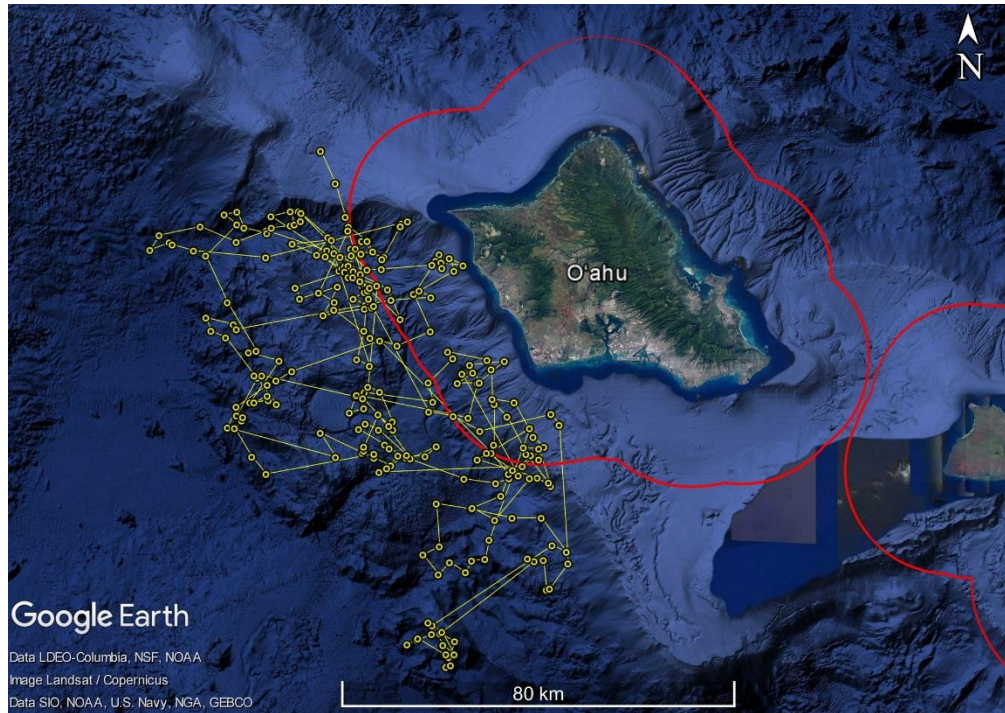 N
O'ahu
Google Earth
Data LDEO-Columbia, NSF, NOAA
Image Landsat / Copernicus
Data SIO, NOAA, U.S. Navy, NGA, GEBCO
80 km